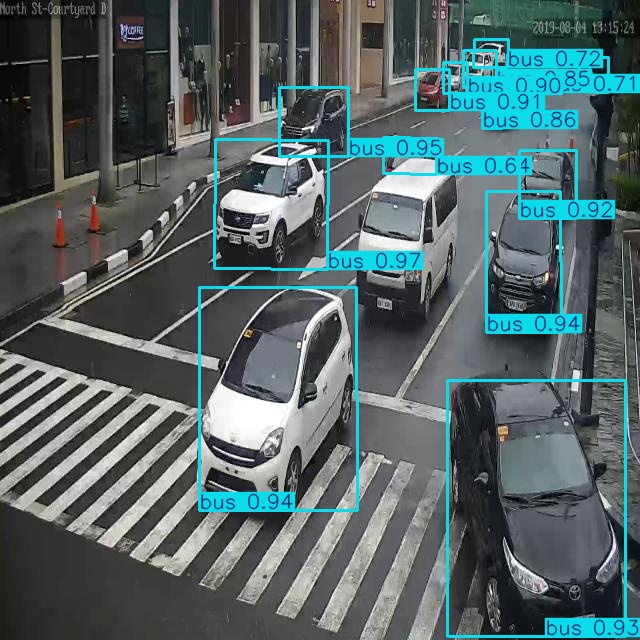 North St-Courtyard D
2019-08-04 13:15:24
COFFEE
bus 0.72
0.85
bus 0.90
0.71
bus 0.91
bus 0.86
bus 0.95
bus 0.64
bus 0.92
bus 0.97
bus 0.94
bus 0.94
bus 0.93